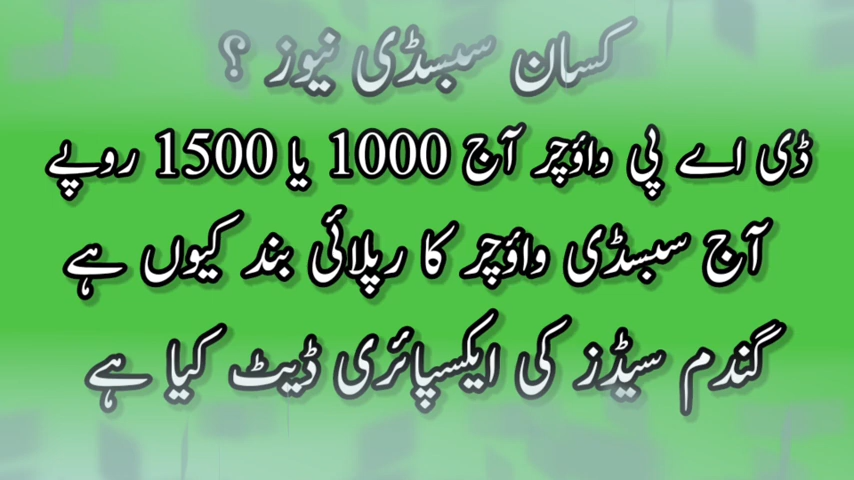 کسان سبسڈی نیوز ؟
ڈی اے پی واؤچر آج 1000 یا 1500 روپے
آج سبسڈی واؤچر کا رپلائی بند کیوں ہے
گندم سیڈز کی ایکسپائری ڈیٹ کیا ہے